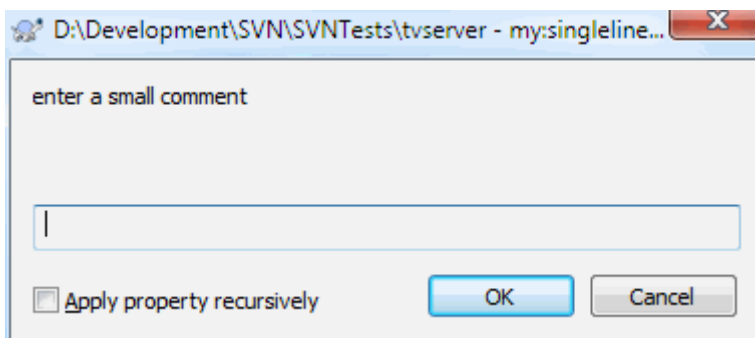 D:\Development\SVN\SVNTests\tvserver - my:singleline...
enter a small comment
Apply property recursively
OK
Cancel